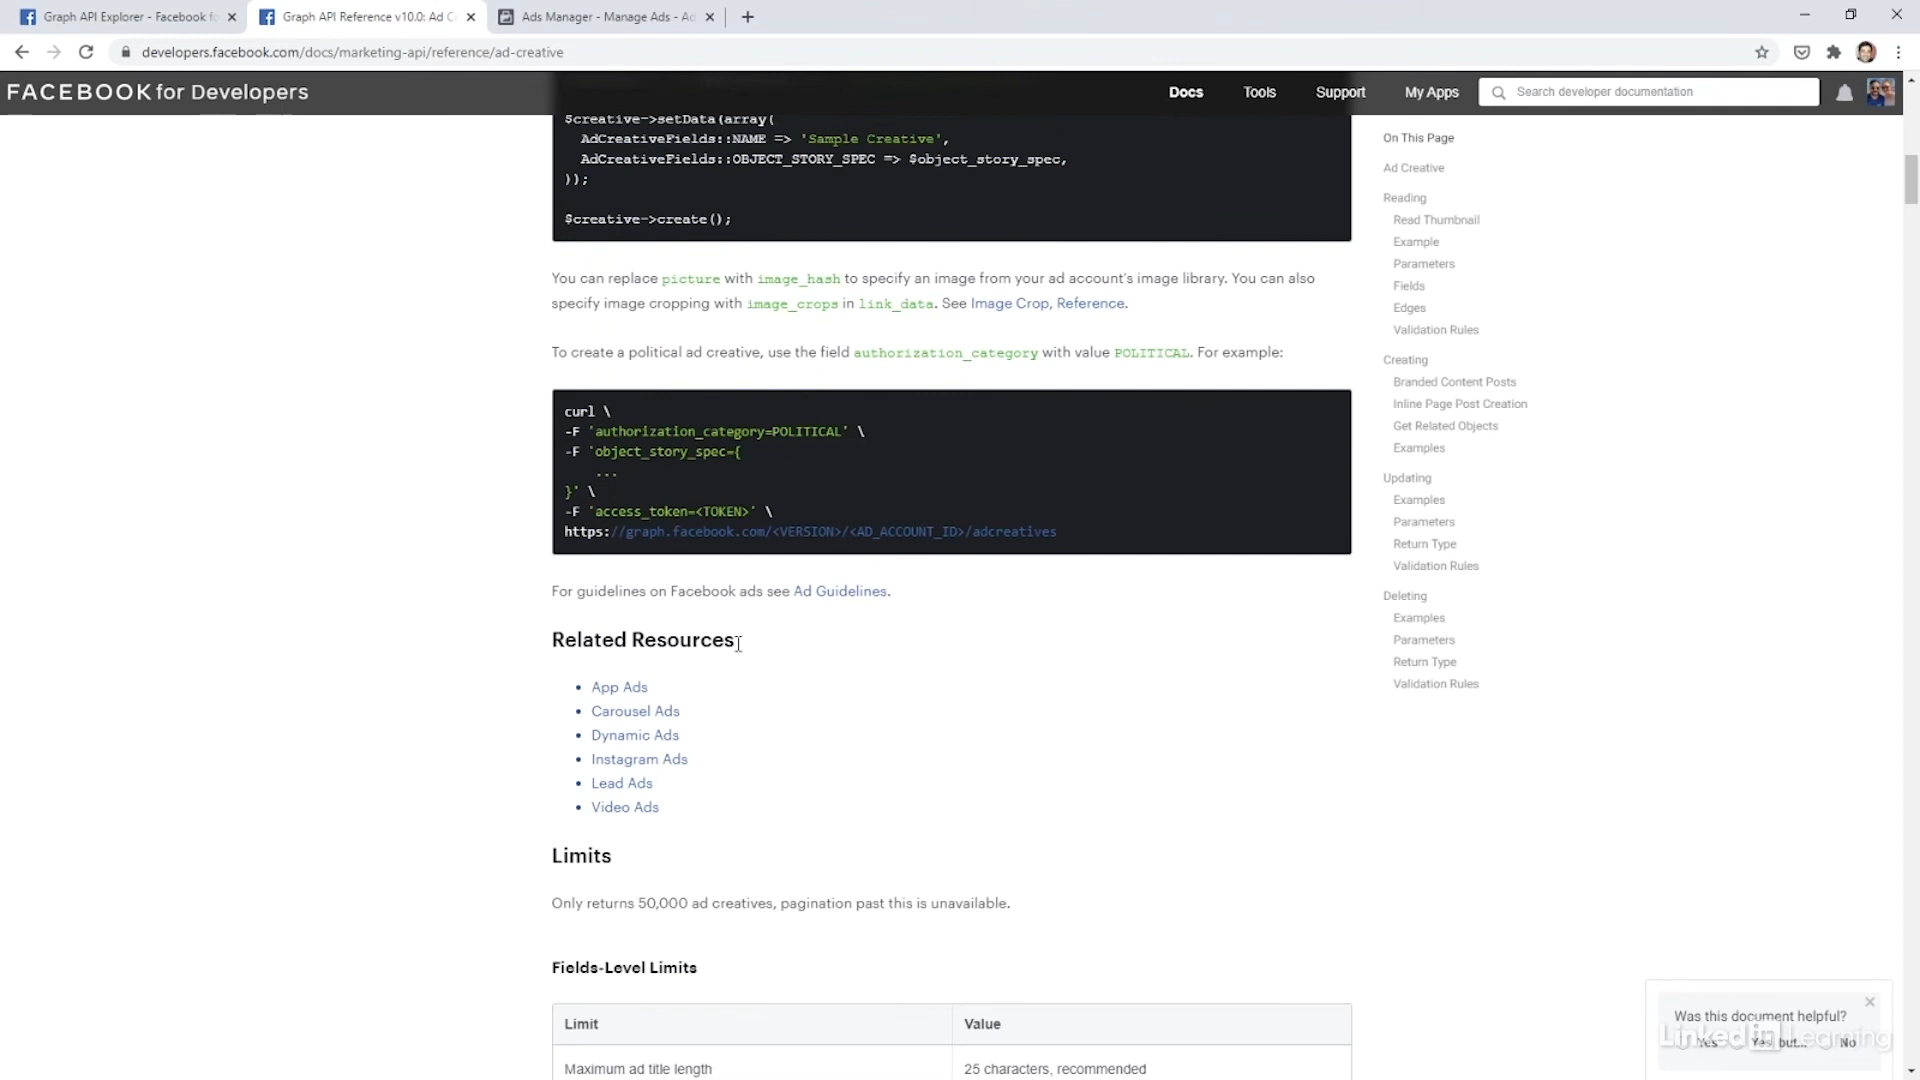 Graph API Explorer - Facebook fo
Graph API Reference v10.0: Ad C
Ads Manager - Manage Ads - Ad
developers.facebook.com/docs/marketing-api/reference/ad-creative
FACEBOOK for Developers
Docs
Tools
Support
My Apps
Search developer documentation
$creative->setData(array(
AdCreativeFields::NAME => 'Sample Creative',
AdCreativeFields::OBJECT_STORY_SPEC => $object_story_spec,
));
$creative->create();
You can replace picture with image_hash to specify an image from your ad account's image library. You can also
specify image cropping with image_crops in link_data. See Image Crop, Reference.
To create a political ad creative, use the field authorization_category with value POLITICAL. For example:
curl \
-F 'authorization_category=POLITICAL' \
-F 'object_story_spec={
...
}' \
-F 'access_token=<TOKEN>' \
https://graph.facebook.com/<VERSION>/<AD_ACCOUNT_ID>/adcreatives
For guidelines on Facebook ads see Ad Guidelines.
Related Resources
• App Ads
• Carousel Ads
• Dynamic Ads
• Instagram Ads
• Lead Ads
• Video Ads
Limits
Only returns 50,000 ad creatives, pagination past this is unavailable.
Fields-Level Limits
Limit Value
Maximum ad title length 25 characters, recommended
On This Page
Ad Creative
Reading
Read Thumbnail
Example
Parameters
Fields
Edges
Validation Rules
Creating
Branded Content Posts
Inline Page Post Creation
Get Related Objects
Examples
Updating
Examples
Parameters
Return Type
Validation Rules
Deleting
Examples
Parameters
Return Type
Validation Rules
Was this document helpful?
Yes
Yes, but...
No
LinkedIn Learning